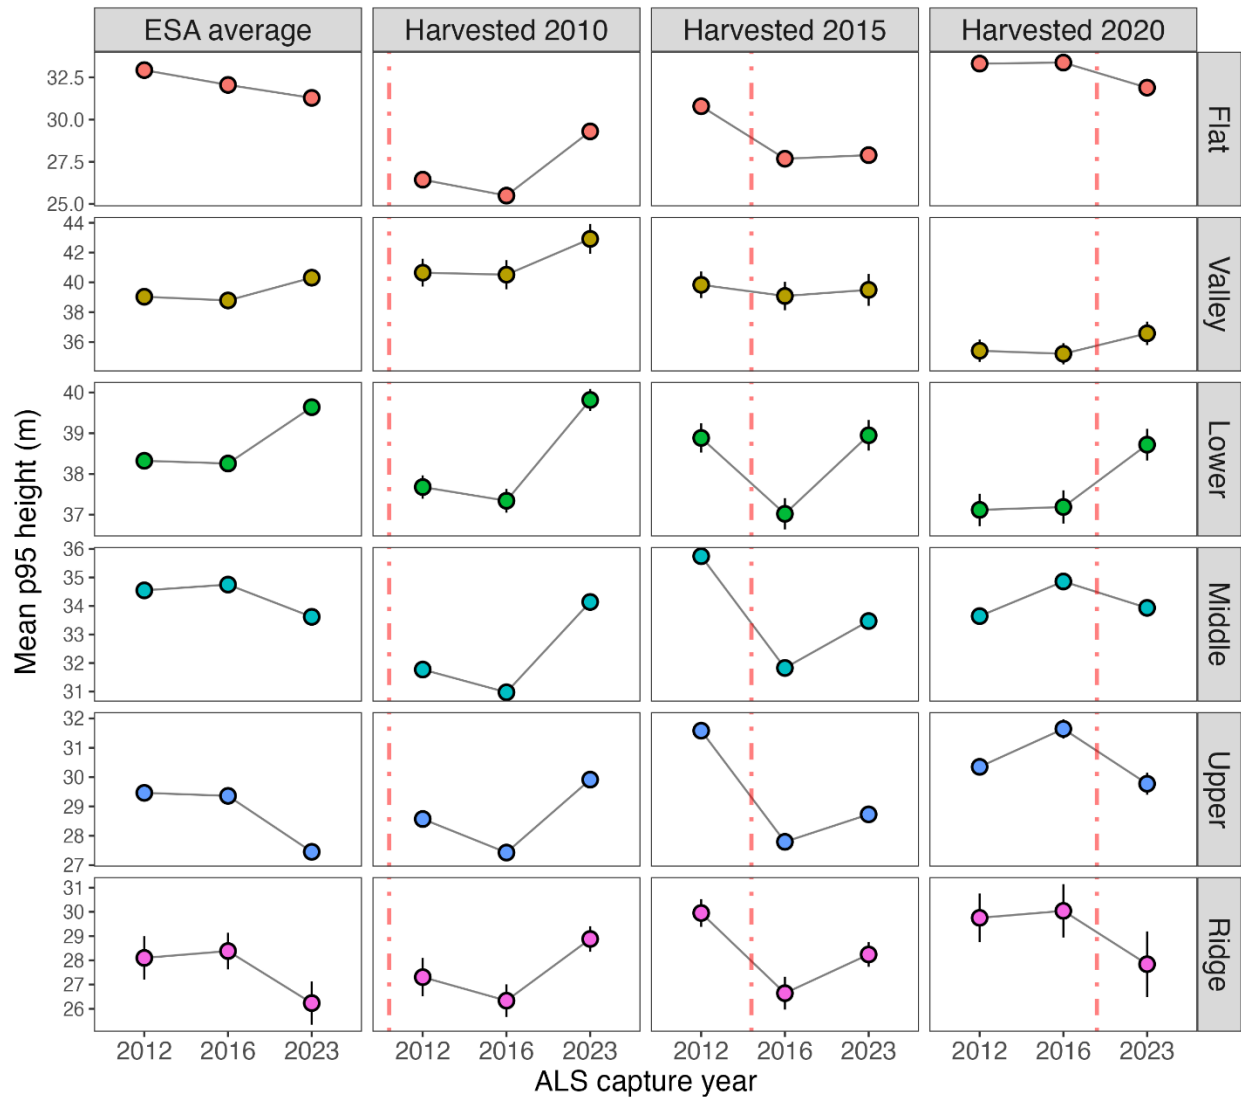 ESA average
Harvested 2010
Harvested 2015
Harvested 2020
32.5
30.0
27.5
25.0
Flat
44
42
40
38
36
Valley
40
39
38
37
Lower
Mean p95 height (m)
36
35
34
33
32
31
Middle
32
31
30
29
28
27
Upper
31
30
29
28
27
26
Ridge
2012 2016 2023 2012 2016 2023 2012 2016 2023 2012 2016 2023
ALS capture year